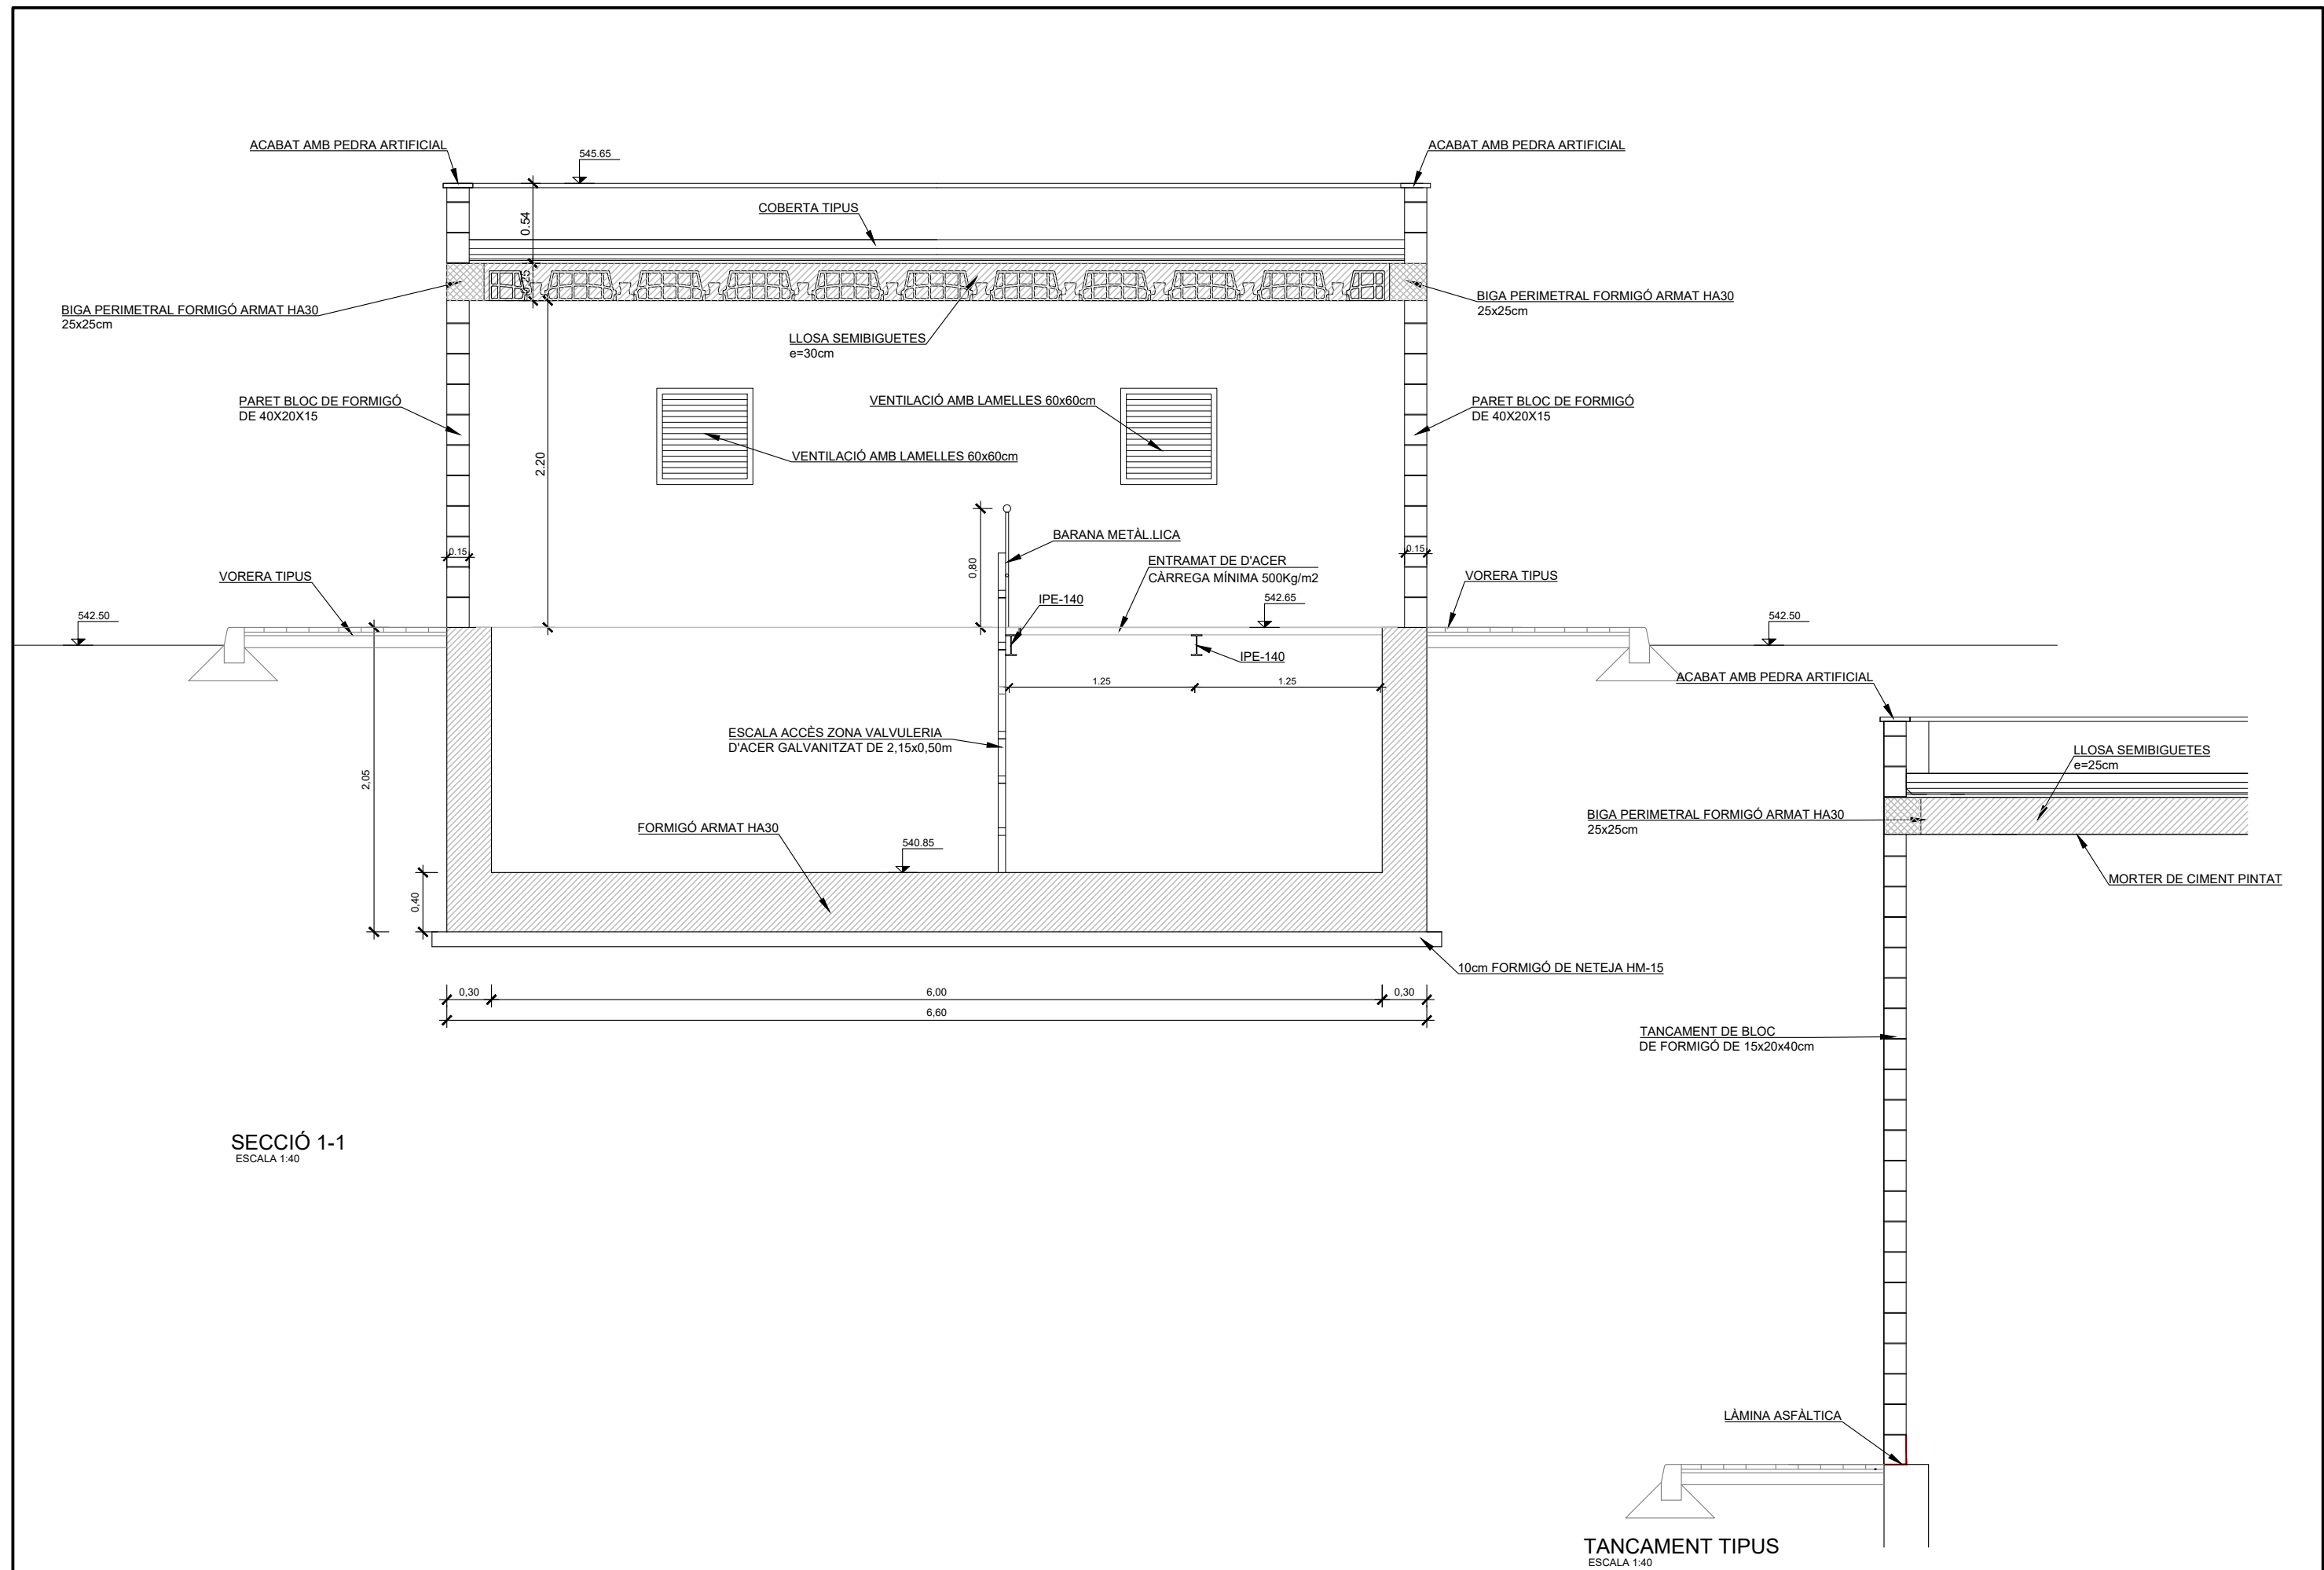 ACABAT AMB PEDRA ARTIFICIAL
545.65
ACABAT AMB PEDRA ARTIFICIAL
COBERTA TIPUS
0.54
BIGA PERIMETRAL FORMIGÓ ARMAT HA30
25x25cm
BIGA PERIMETRAL FORMIGÓ ARMAT HA30
25x25cm
LLOSA SEMIBIGUETES
e=30cm
PARET BLOC DE FORMIGÓ
DE 40X20X15
VENTILACIÓ AMB LAMELLES 60x60cm
PARET BLOC DE FORMIGÓ
DE 40X20X15
VENTILACIÓ AMB LAMELLES 60x60cm
2.20
BARANA METÀL.LICA
0.15
0.15
ENTRAMAT DE D'ACER
CÀRREGA MÍNIMA 500Kg/m2
0,80
VORERA TIPUS
VORERA TIPUS
IPE-140
542.65
542.50
542.50
IPE-140
1.25
1.25
ACABAT AMB PEDRA ARTIFICIAL
ESCALA ACCÈS ZONA VALVULERIA
D'ACER GALVANITZAT DE 2,15x0,50m
LLOSA SEMIBIGUETES
e=25cm
2,05
BIGA PERIMETRAL FORMIGÓ ARMAT HA30
25x25cm
FORMIGÓ ARMAT HA30
540.85
MORTER DE CIMENT PINTAT
0,40
10cm FORMIGÓ DE NETEJA HM-15
0,30
6,00
0,30
6,60
TANCAMENT DE BLOC
DE FORMIGÓ DE 15x20x40cm
SECCIÓ 1-1
ESCALA 1:40
LÀMINA ASFÀLTICA
TANCAMENT TIPUS
ESCALA 1:40